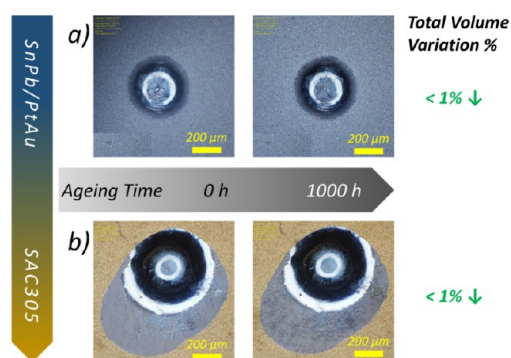 SnPb/PtAu
SAC305
a)
200 µm
200 µm
Total Volume
Variation %
< 1% ↓
Ageing Time 0 h 1000 h
b)
200 µm
200 µm
< 1% ↓